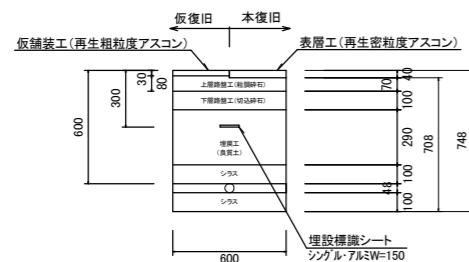 仮復旧 本復旧
仮舗装工(再生粗粒度アスコン) 表層工(再生密粒度アスコン)
30 80 40
上層路盤工(粒調砕石) 70
下層路盤工(切込砕石) 100
300
600
埋戻工
(良質土)
290 708 748
シラス 100
48
シラス 100
埋設標識シート
シングル・アルミW=150
600